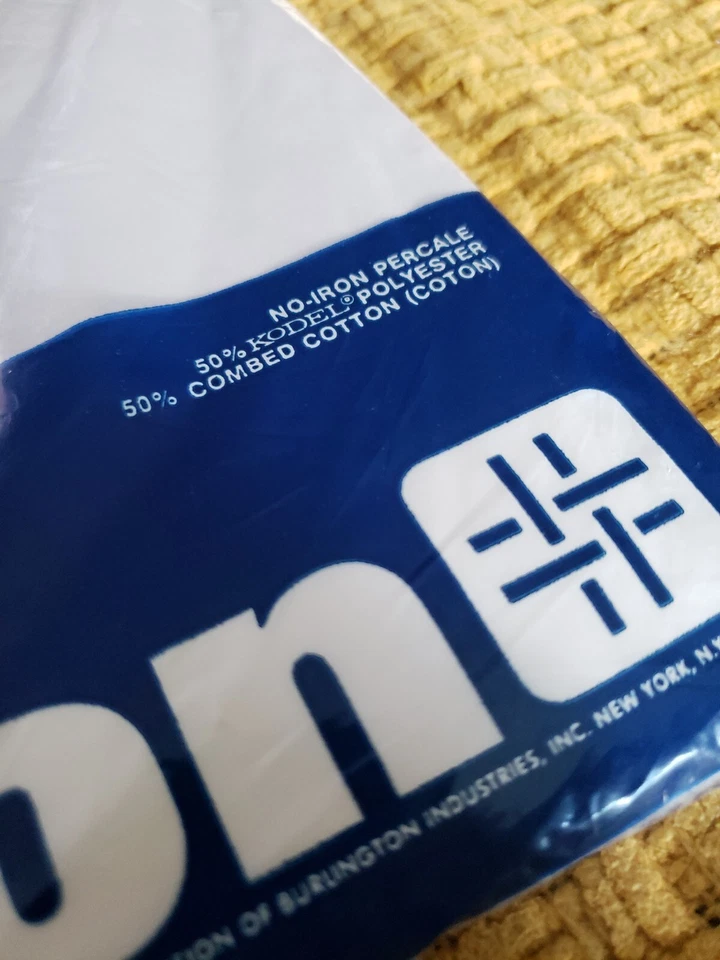 NO-IRON PERCALE
50% KODEL® POLYESTER
50% COMBED COTTON (COTON)
on
ION OF BURLINGTON INDUSTRIES, INC. NEW YORK, N.Y